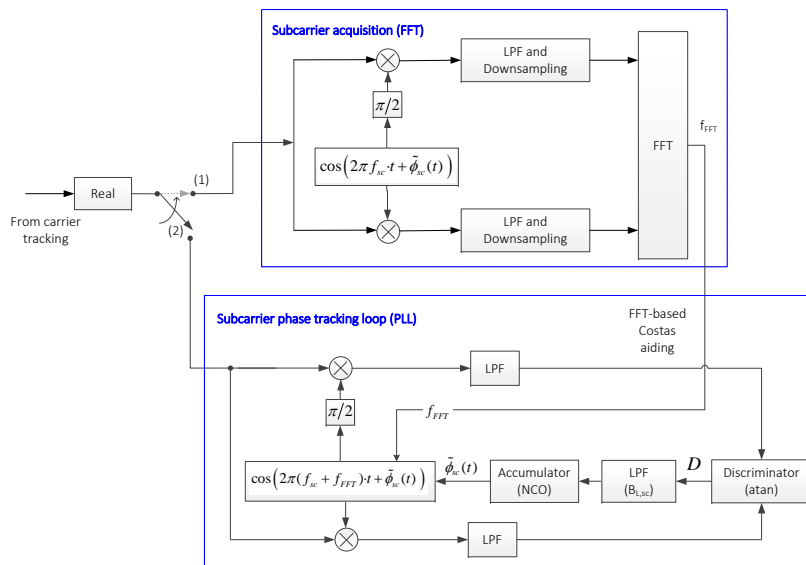 Subcarrier acquisition (FFT)
LPF and
Downsampling
π/2
f_FFT
cos(2πf_sc·t+ϕ̃_sc(t))
FFT
Real
(1)
(2)
From carrier
tracking
LPF and
Downsampling
Subcarrier phase tracking loop (PLL)
FFT-based
Costas
aiding
LPF
π/2
f_FFT
cos(2π(f_sc+f_FFT)·t+ϕ̃_sc(t))
ϕ̃_sc(t)
Accumulator
(NCO)
LPF
(B_L,sc)
D
Discriminator
(atan)
LPF